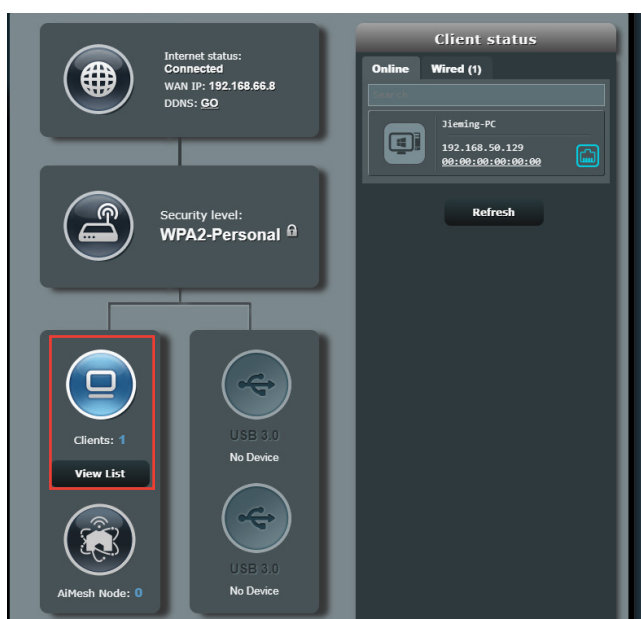 Internet status:
Connected
WAN IP: 192.168.66.8
DDNS: GO
Security level:
WPA2-Personal
Clients: 1
View List
AiMesh Node: 0
USB 3.0
No Device
USB 3.0
No Device
Client status
Online Wired (1)
Search
Jieming-PC
192.168.50.129
00:00:00:00:00:00
Refresh